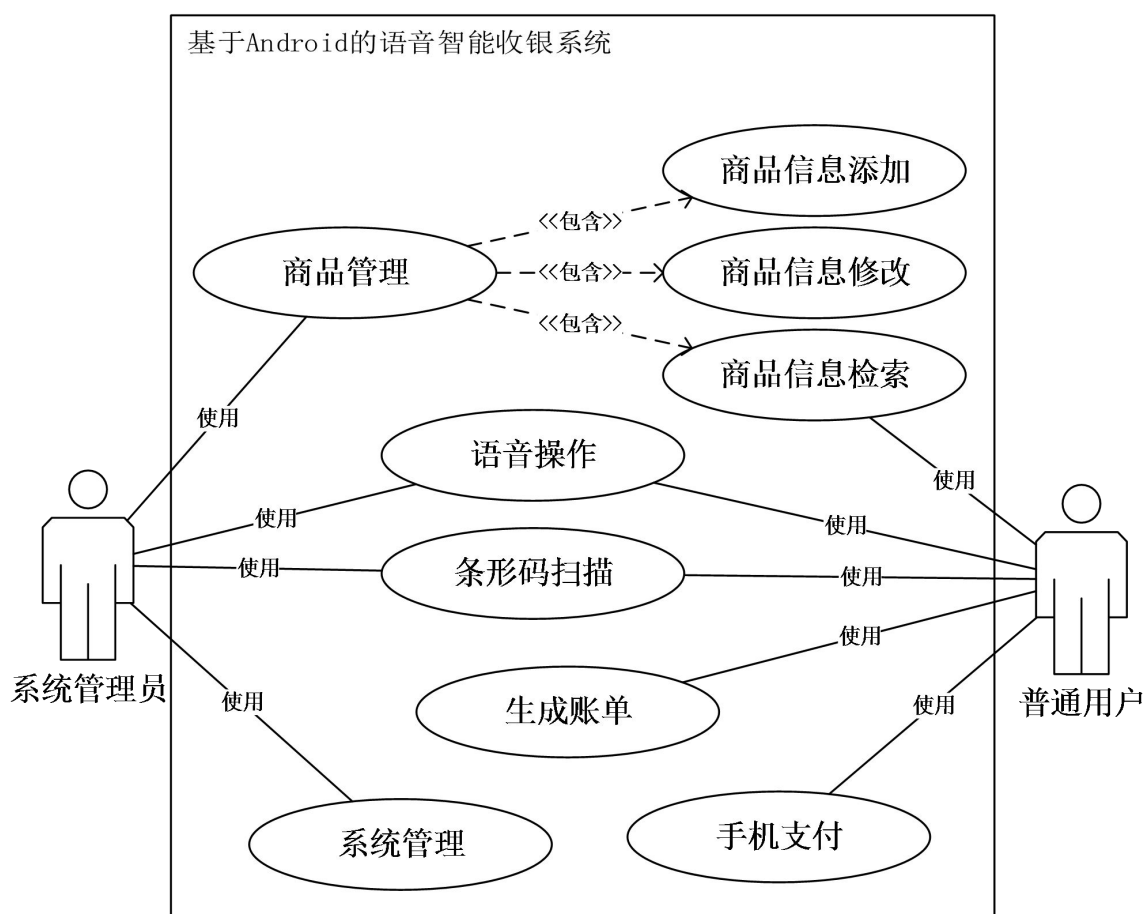 基于Android的语音智能收银系统
商品信息添加
<<包含>>
商品管理
<<包含>>
商品信息修改
<<包含>>
商品信息检索
使用
语音操作
使用
使用
使用
使用
条形码扫描
使用
使用
系统管理员
生成账单
普通用户
使用
使用
系统管理
手机支付